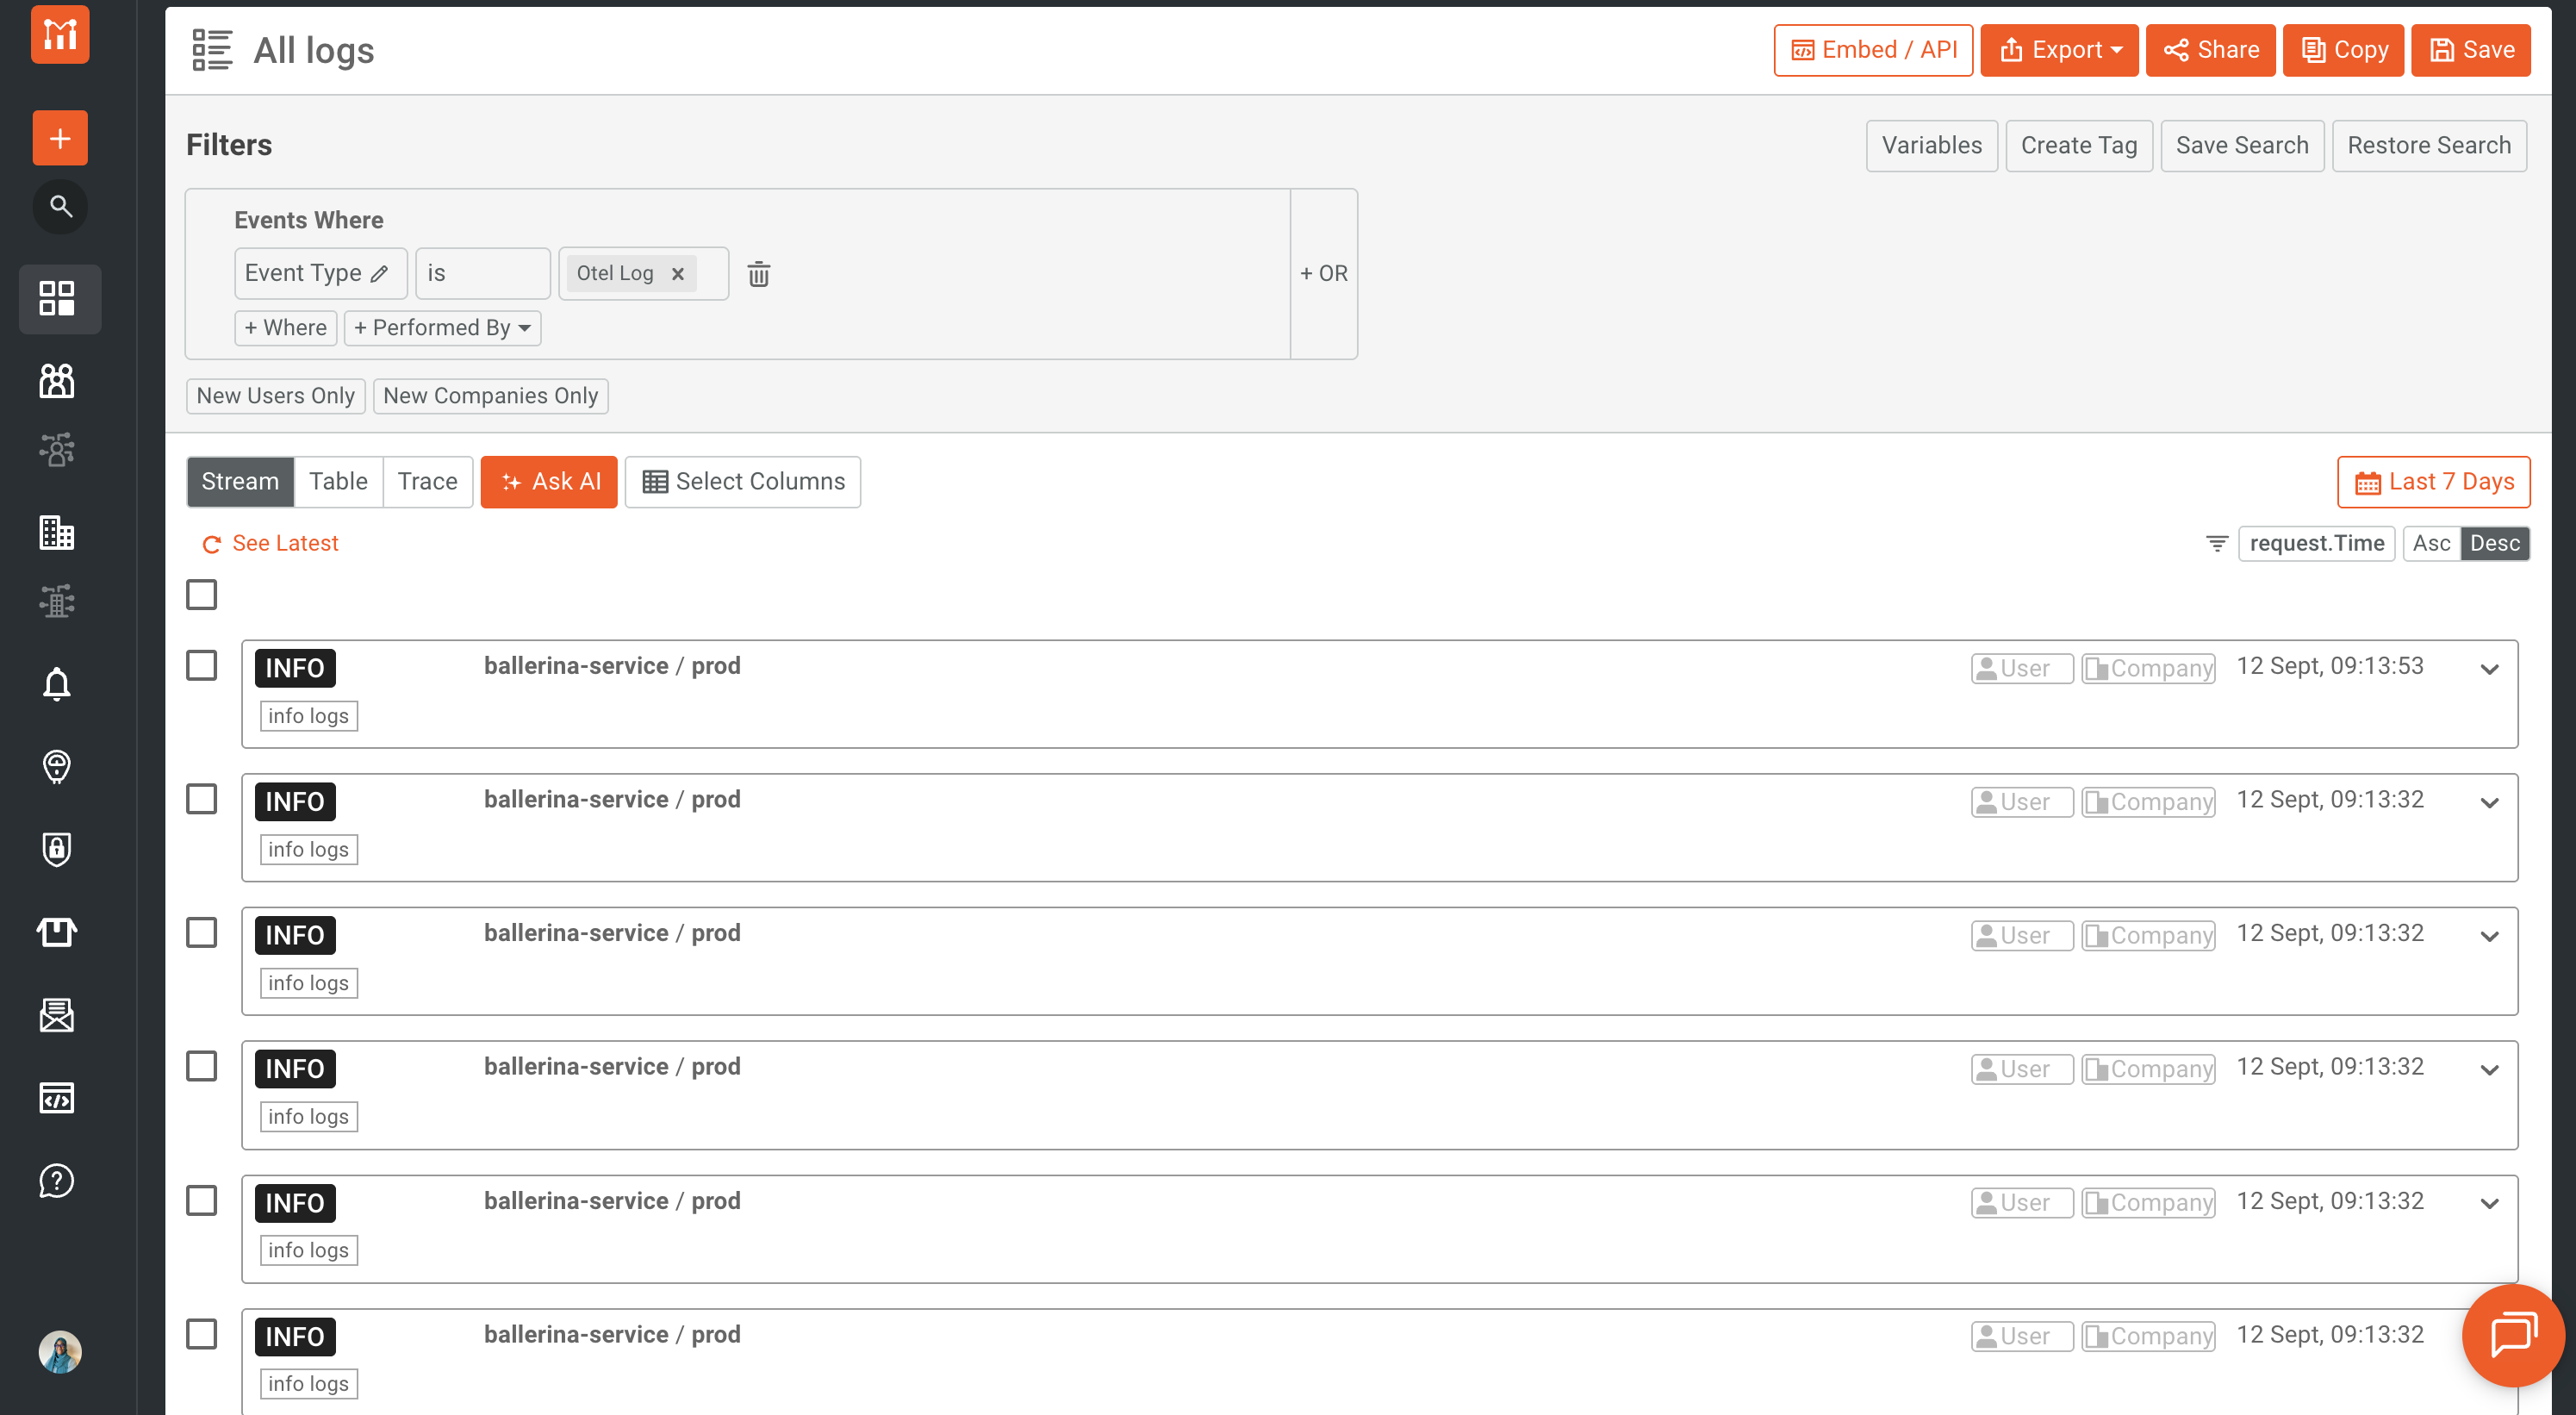 All logs
Embed / API Export Share Copy Save
Filters
Variables Create Tag Save Search Restore Search
Events Where
Event Type is Otel Log
+ OR
+ Where + Performed By
New Users Only New Companies Only
Stream Table Trace Ask AI Select Columns Last 7 Days
See Latest request.Time Asc Desc
INFO ballerina-service / prod User Company 12 Sept, 09:13:53
info logs
INFO ballerina-service / prod User Company 12 Sept, 09:13:32
info logs
INFO ballerina-service / prod User Company 12 Sept, 09:13:32
info logs
INFO ballerina-service / prod User Company 12 Sept, 09:13:32
info logs
INFO ballerina-service / prod User Company 12 Sept, 09:13:32
info logs
INFO ballerina-service / prod User Company 12 Sept, 09:13:32
info logs